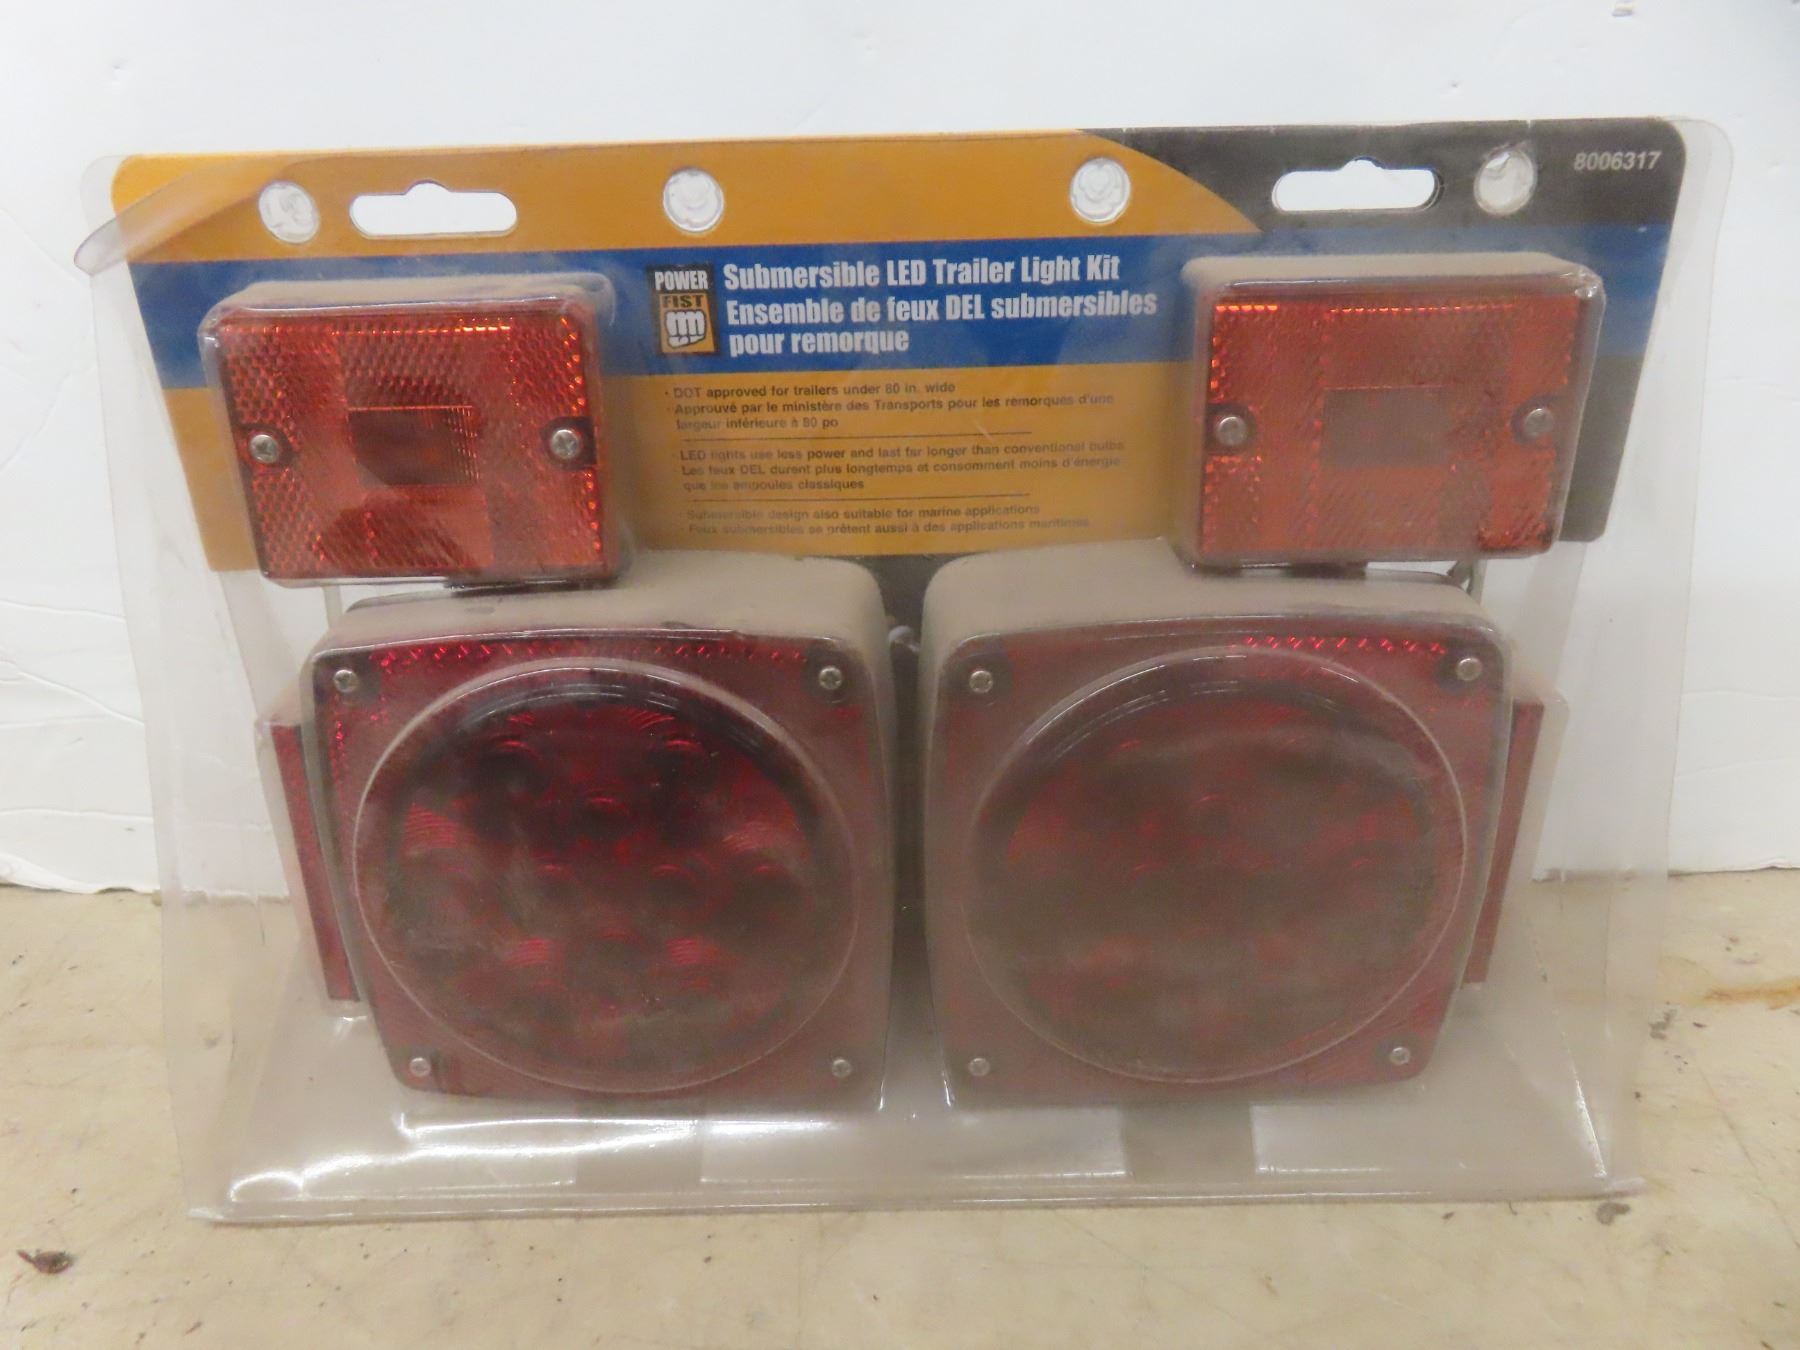 8006317
POWER
FIST
Submersible LED Trailer Light Kit
Ensemble de feux DEL submersibles
pour remorque
• DOT approved for trailers under 80 in. wide
• Approuvé par le ministère des Transports pour les remorques d'une
largeur inférieure à 80 po
• LED lights use less power and last far longer than conventional bulbs
• Les feux DEL durent plus longtemps et consomment moins d'énergie
que les ampoules classiques
• Submersible design also suitable for marine applications
• Feux submersibles se prêtent aussi à des applications maritimes